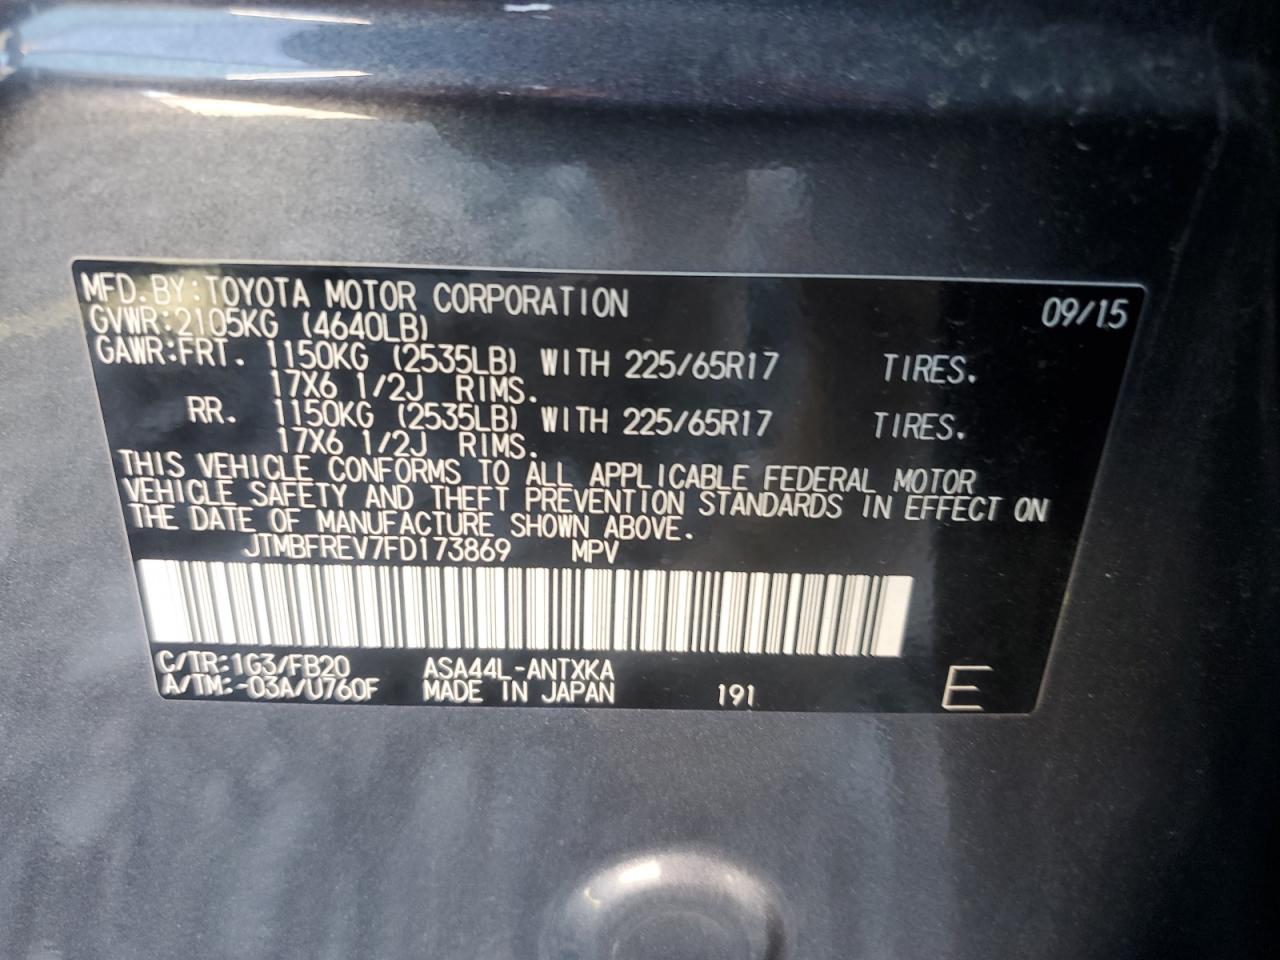 MFD.BY:TOYOTA MOTOR CORPORATION 09/15
GVWR:2105KG (4640LB)
GAWR:FRT. 1150KG (2535LB) WITH 225/65R17 TIRES.
17X6 1/2J RIMS.
RR. 1150KG (2535LB) WITH 225/65R17 TIRES.
17X6 1/2J RIMS.
THIS VEHICLE CONFORMS TO ALL APPLICABLE FEDERAL MOTOR
VEHICLE SAFETY AND THEFT PREVENTION STANDARDS IN EFFECT ON
THE DATE OF MANUFACTURE SHOWN ABOVE.
JTMBFREV7FD173869 MPV
C/TR:1G3/FB20 ASA44L-ANTXKA
A/TM:-03A/U760F MADE IN JAPAN 191 E